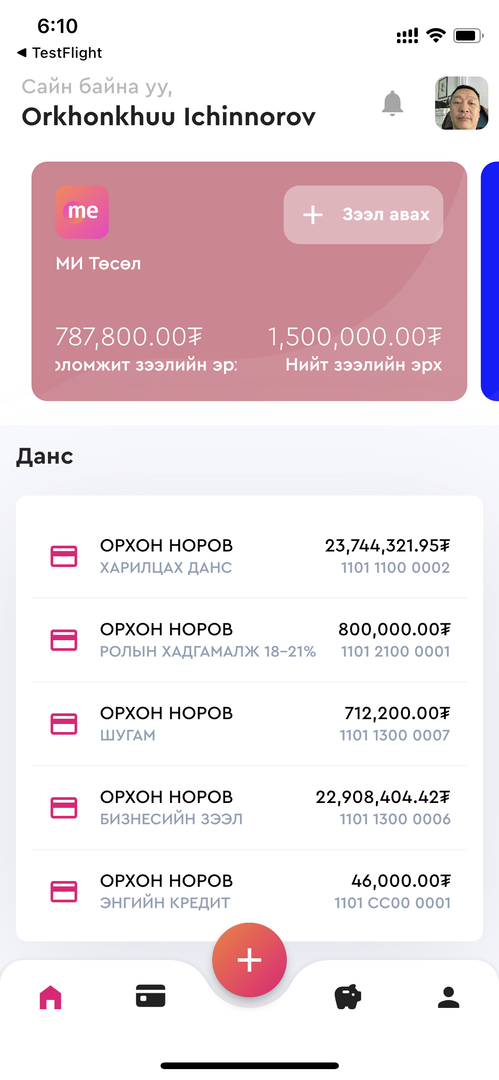 6:10
◀ TestFlight
Сайн байна уу,
Orkhonkhuu Ichinnorov
me
Зээл авах
МИ Төсөл
787,800.00₮ 1,500,000.00₮
зээлийн Нийт зээлийн эрх
Данс
ОРХОН НОРОВ 23,744,321.95₮
ХАРИЛЦАХ ДАНС 1101 1100 0002
ОРХОН НОРОВ 800,000.00₮
РОЛЫН ХАДГАМАЛЖ 18-21% 1101 2100 0001
ОРХОН НОРОВ 712,200.00₮
ШУГАМ 1101 1300 0007
ОРХОН НОРОВ 22,908,404.42₮
БИЗНЕСИЙН ЗЭЭЛ 1101 1300 0006
ОРХОН НОРОВ 46,000.00₮
ЭНГИЙН КРЕДИТ 1101 CC00 0001